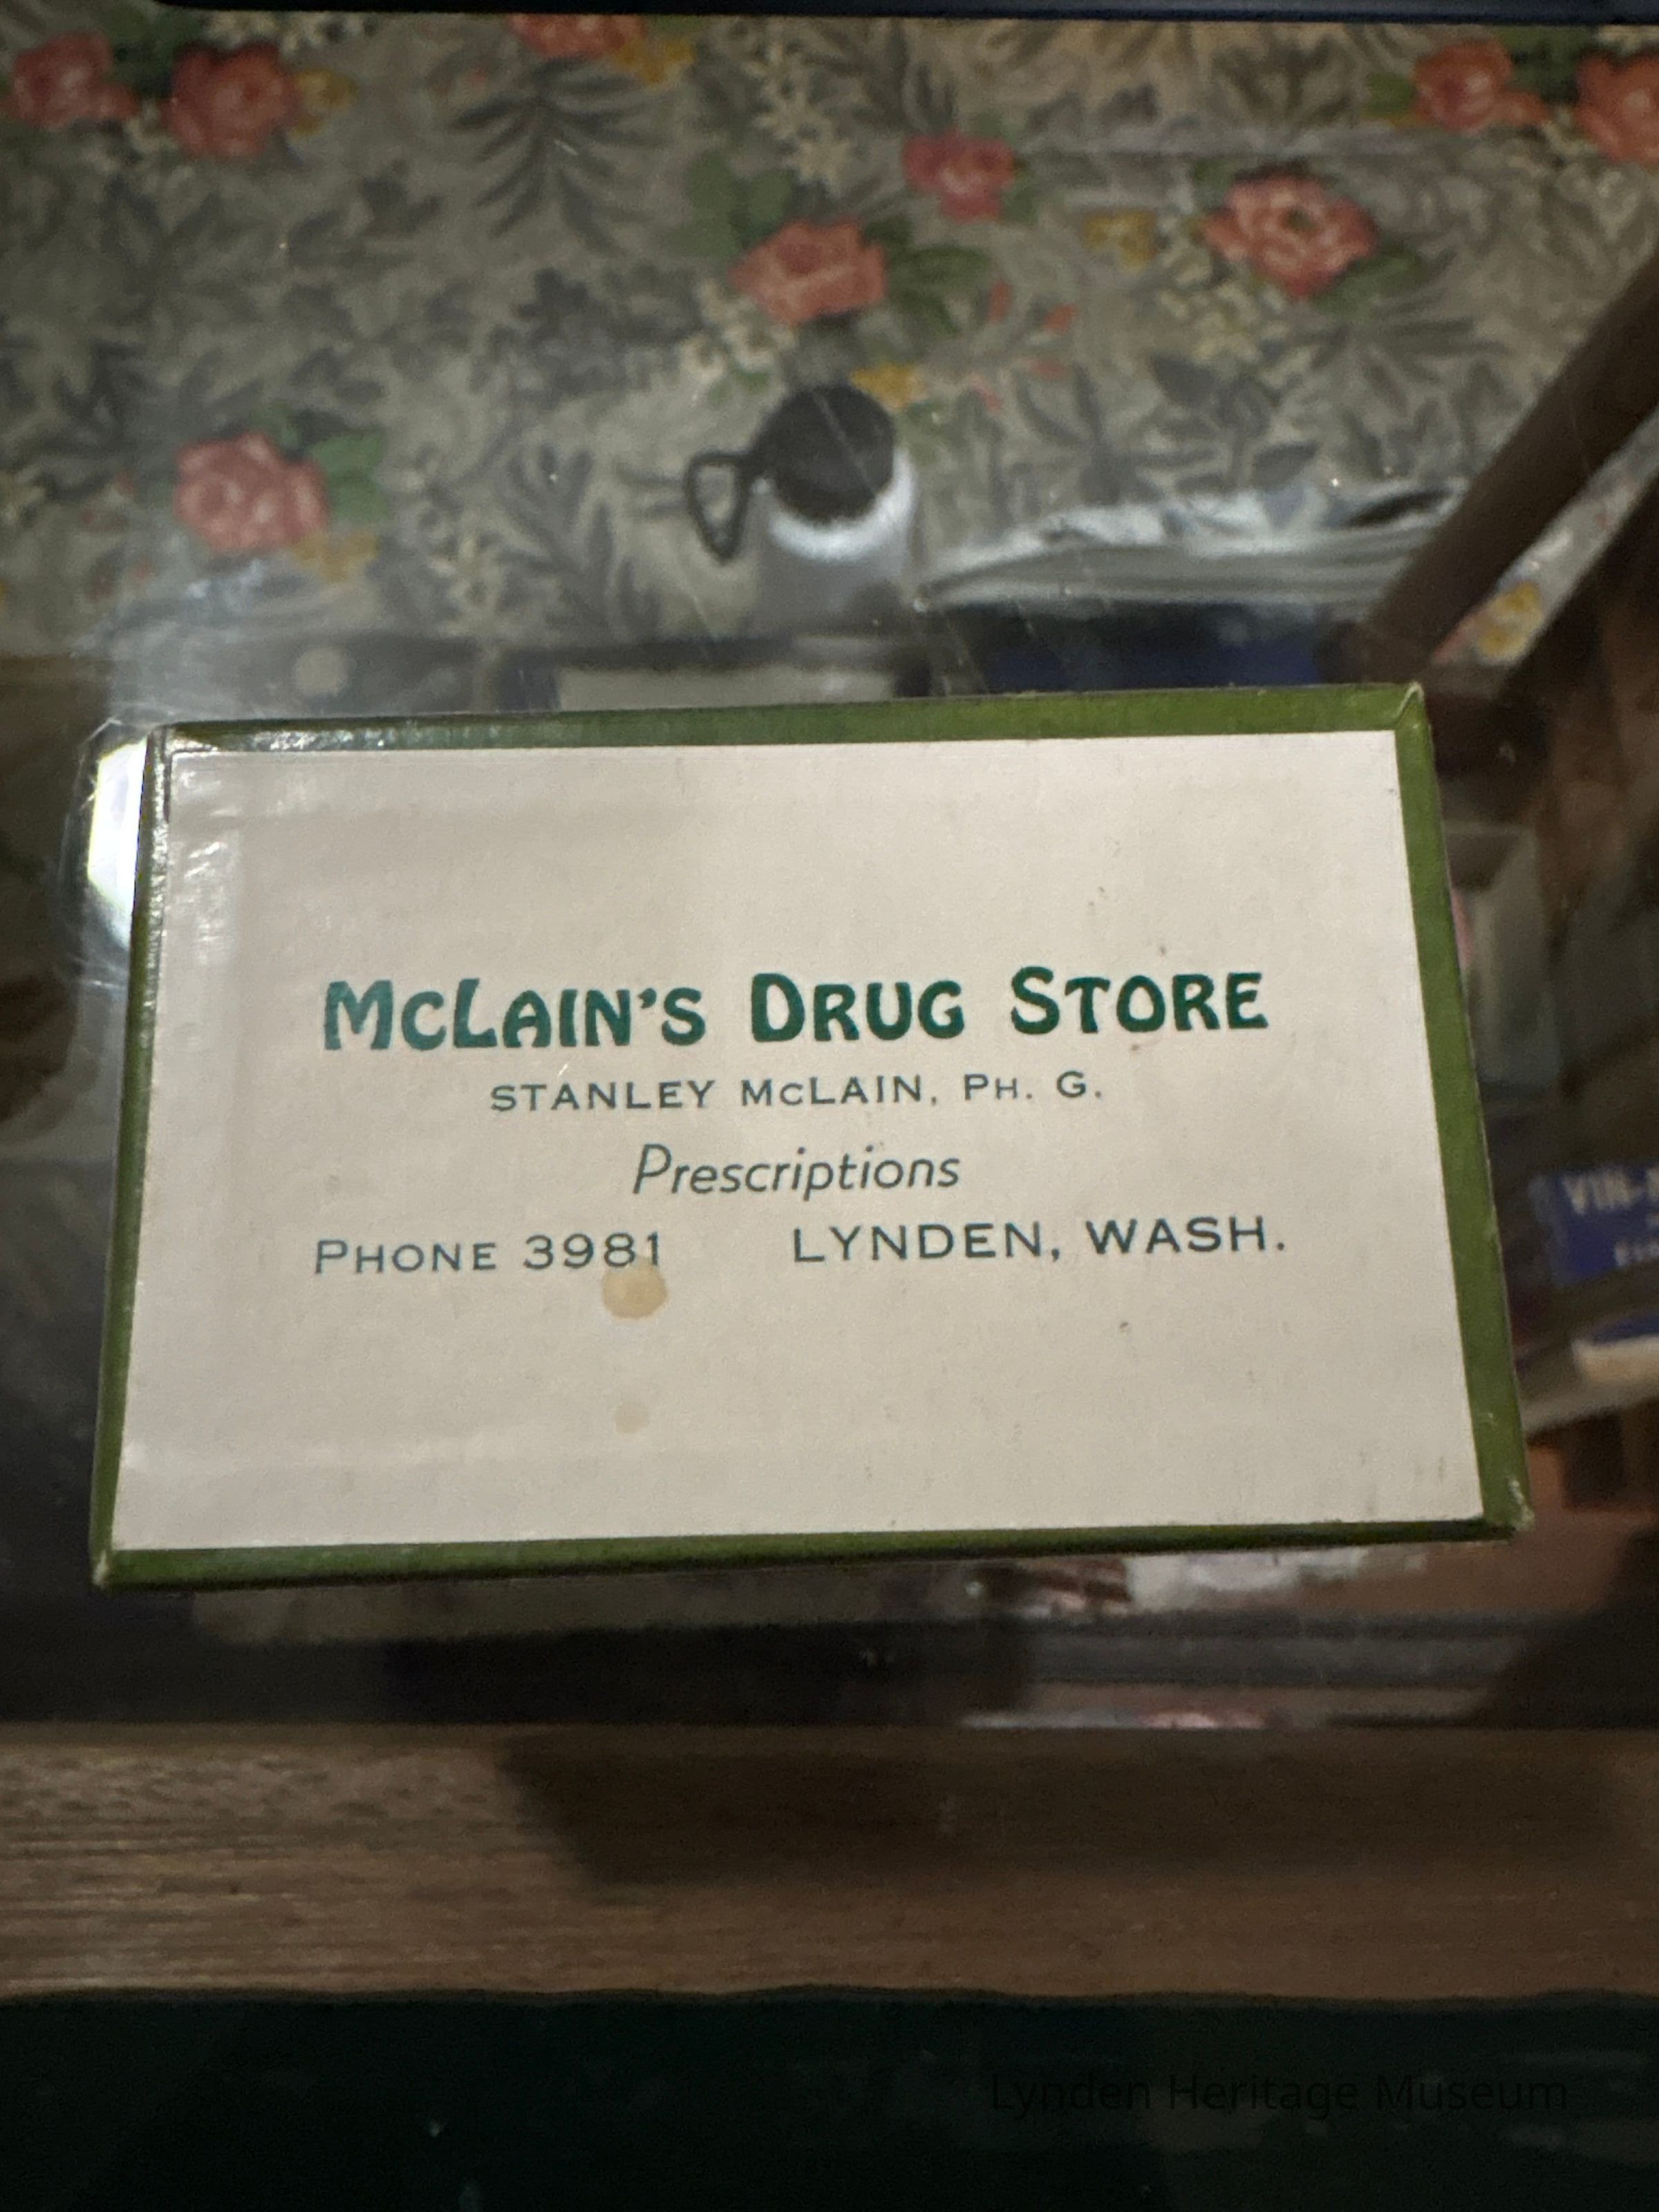 McLAIN'S DRUG STORE
STANLEY McLAIN, PH. G.
Prescriptions
PHONE 3981 LYNDEN, WASH.
Lynden Heritage Museum